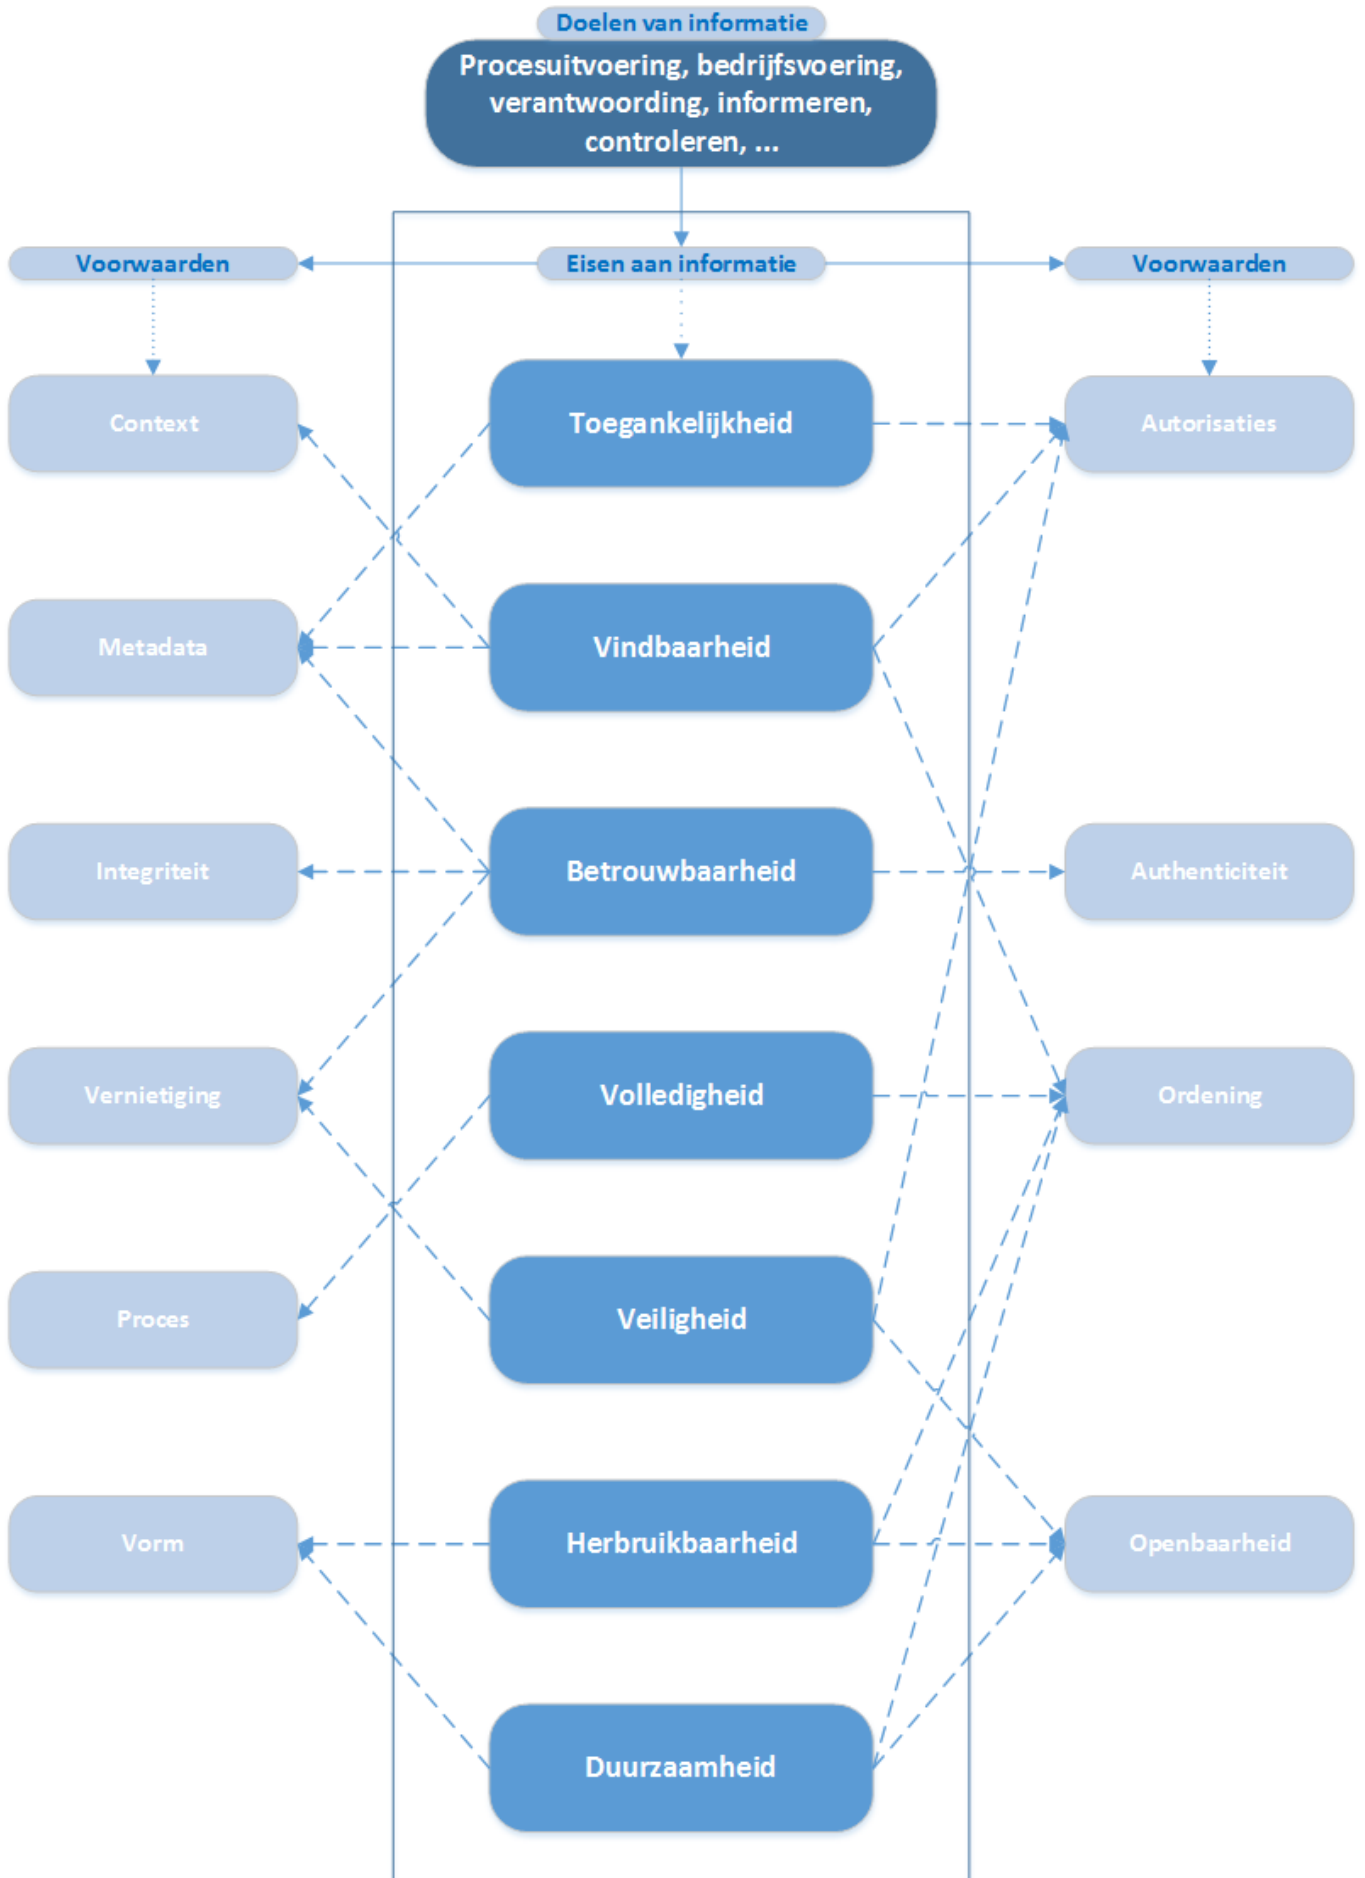 Doelen van informatie
Procesuitvoering, bedrijfsvoering,
verantwoording, informeren,
controleren, ...
Voorwaarden
Eisen aan informatie
Voorwaarden
Context
Toegankelijkheid
Autorisaties
Metadata
Vindbaarheid
Integriteit
Betrouwbaarheid
Authenticiteit
Vernietiging
Volledigheid
Ordening
Proces
Veiligheid
Vorm
Herbruikbaarheid
Openbaarheid
Duurzaamheid